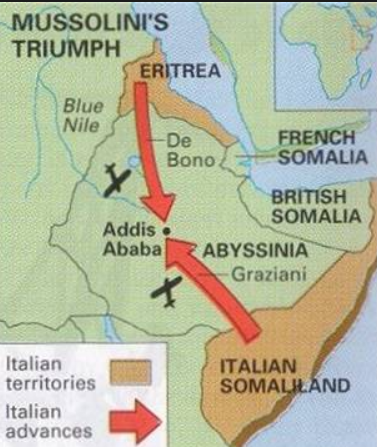 MUSSOLINI'S
TRIUMPH
ERITREA
Blue
Nile
De
Bono
FRENCH
SOMALIA
BRITISH
SOMALIA
Addis
Ababa
ABYSSINIA
Graziani
ITALIAN
SOMALILAND
Italian
territories
Italian
advances